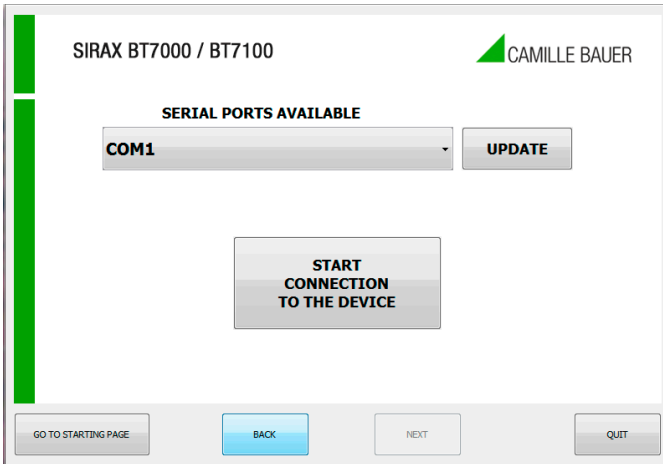 SIRAX BT7000 / BT7100
CAMILLE BAUER
SERIAL PORTS AVAILABLE
COM1
UPDATE
START
CONNECTION
TO THE DEVICE
GO TO STARTING PAGE
BACK
NEXT
QUIT